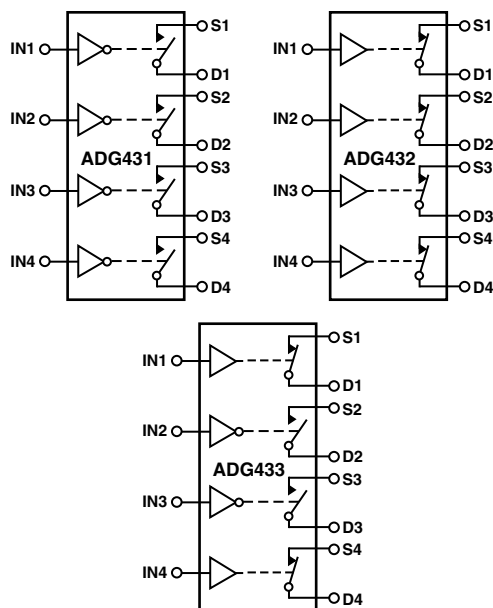 S1
IN1
D1
S2
IN2
D2
ADG431
S3
IN3
D3
S4
IN4
D4
S1
IN1
D1
S2
IN2
D2
ADG432
S3
IN3
D3
S4
IN4
D4
S1
IN1
D1
S2
IN2
D2
ADG433
S3
IN3
D3
S4
IN4
D4